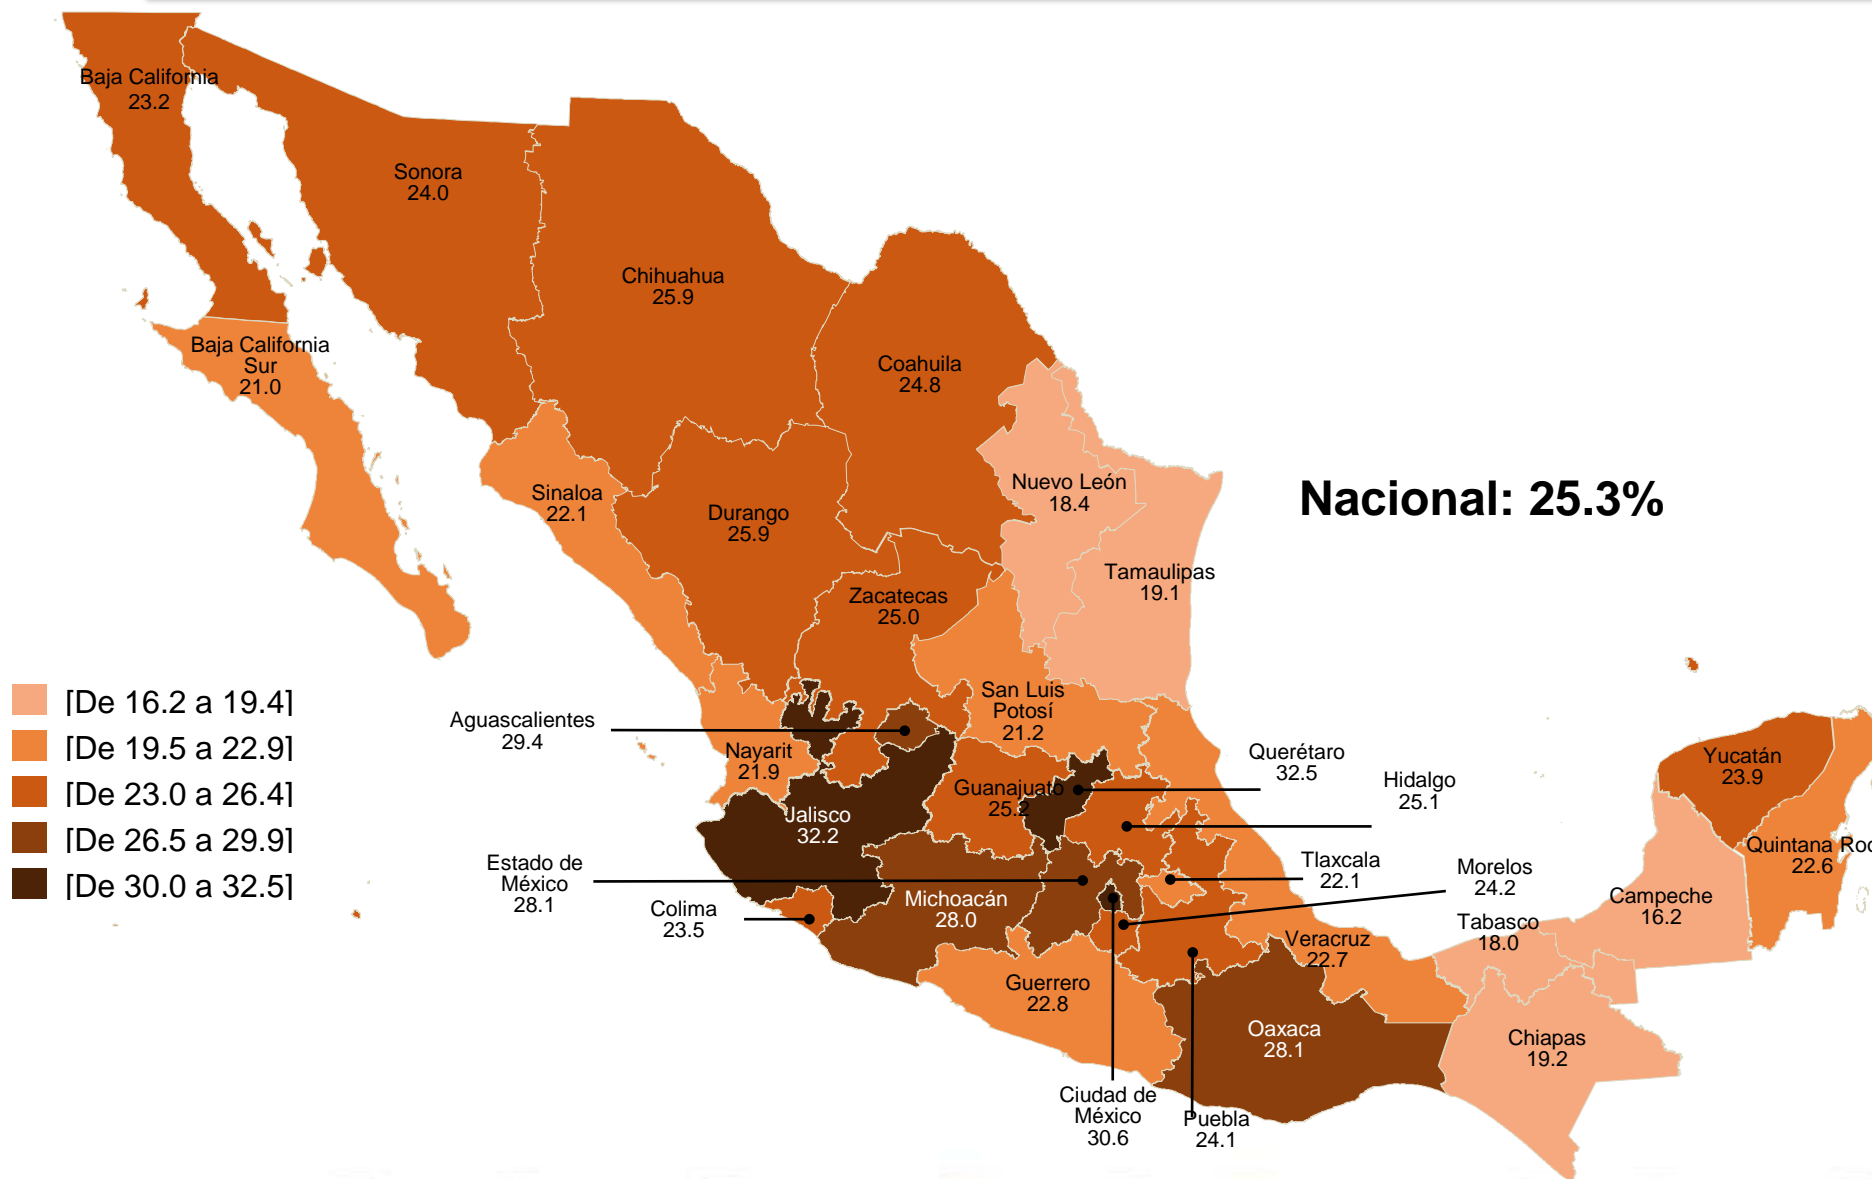 Baja California
23.2
Sonora
24.0
Chihuahua
25.9
Baja California
Sur
21.0
Coahuila
24.8
Sinaloa
22.1
Durango
25.9
Nuevo León
18.4
Nacional: 25.3%
Tamaulipas
19.1
Zacatecas
25.0
San Luis
Potosí
21.2
[De 16.2 a 19.4]
[De 19.5 a 22.9]
[De 23.0 a 26.4]
[De 26.5 a 29.9]
[De 30.0 a 32.5]
Aguascalientes
29.4
Nayarit
21.9
Guanajuato
25.2
Querétaro
32.5
Hidalgo
25.1
Yucatán
23.9
Jalisco
32.2
Quintana Roo
22.6
Estado de
México
28.1
Tlaxcala
22.1
Morelos
24.2
Colima
23.5
Michoacán
28.0
Campeche
16.2
Tabasco
18.0
Veracruz
22.7
Guerrero
22.8
Oaxaca
28.1
Chiapas
19.2
Ciudad de
México
30.6
Puebla
24.1